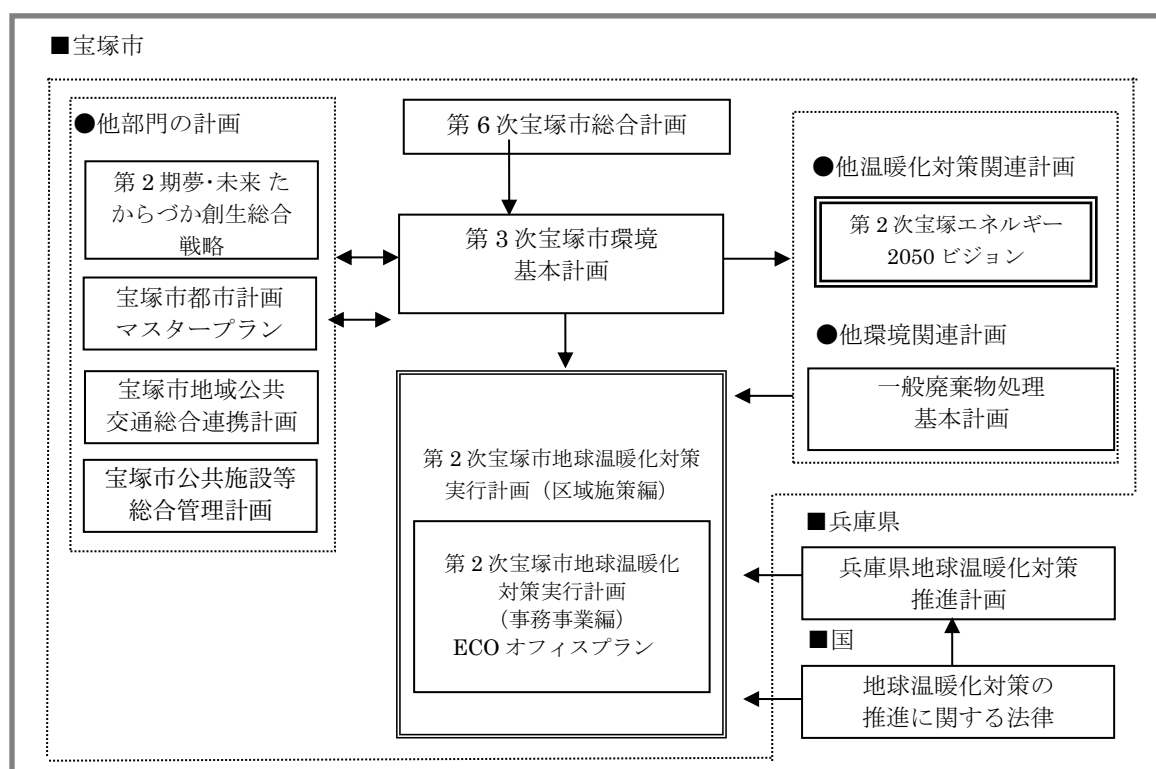 ■宝塚市
●他部門の計画
第2期夢・未来 た
からづか創生総合
戦略
宝塚市都市計画
マスタープラン
宝塚市地域公共
交通総合連携計画
宝塚市公共施設等
総合管理計画
第6次宝塚市総合計画
第3次宝塚市環境
基本計画
第2次宝塚市地球温暖化対策
実行計画（区域施策編）
第2次宝塚市地球温暖化
対策実行計画
（事務事業編）
ECOオフィスプラン
●他温暖化対策関連計画
第2次宝塚エネルギー
2050ビジョン
●他環境関連計画
一般廃棄物処理
基本計画
■兵庫県
兵庫県地球温暖化対策
推進計画
■国
地球温暖化対策の
推進に関する法律